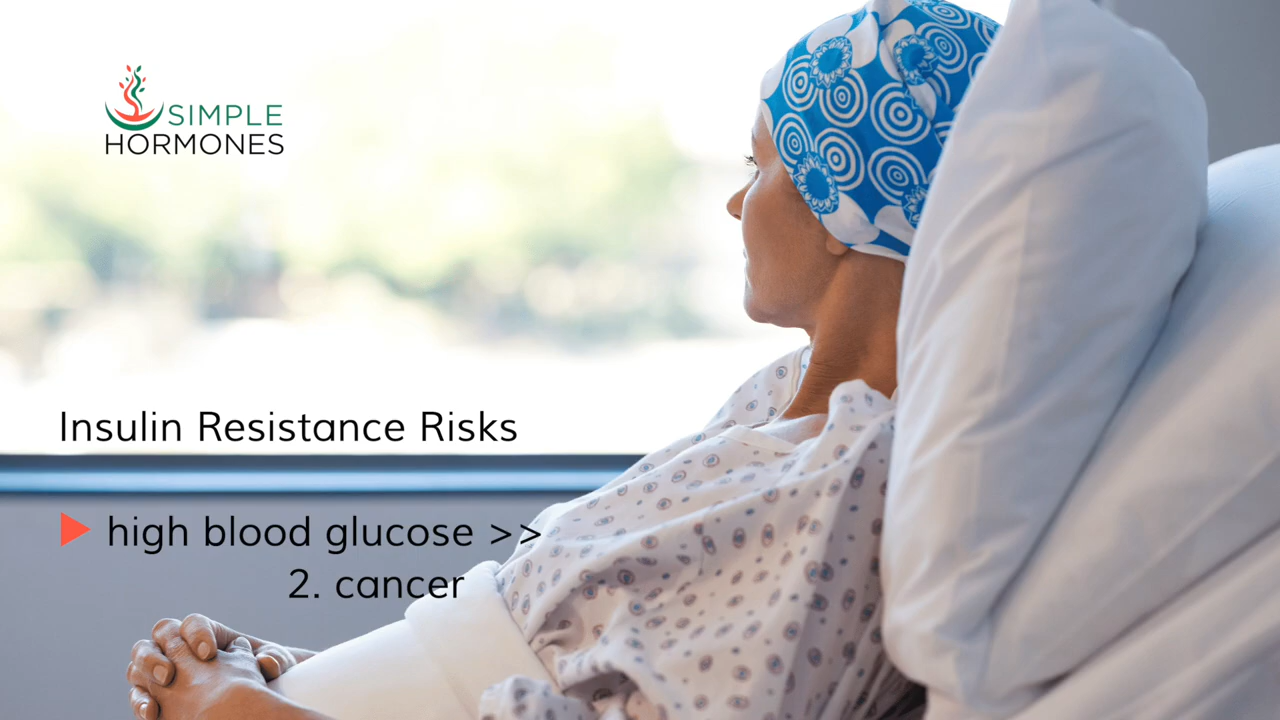 SIMPLE
HORMONES
Insulin Resistance Risks
high blood glucose >>
2. cancer